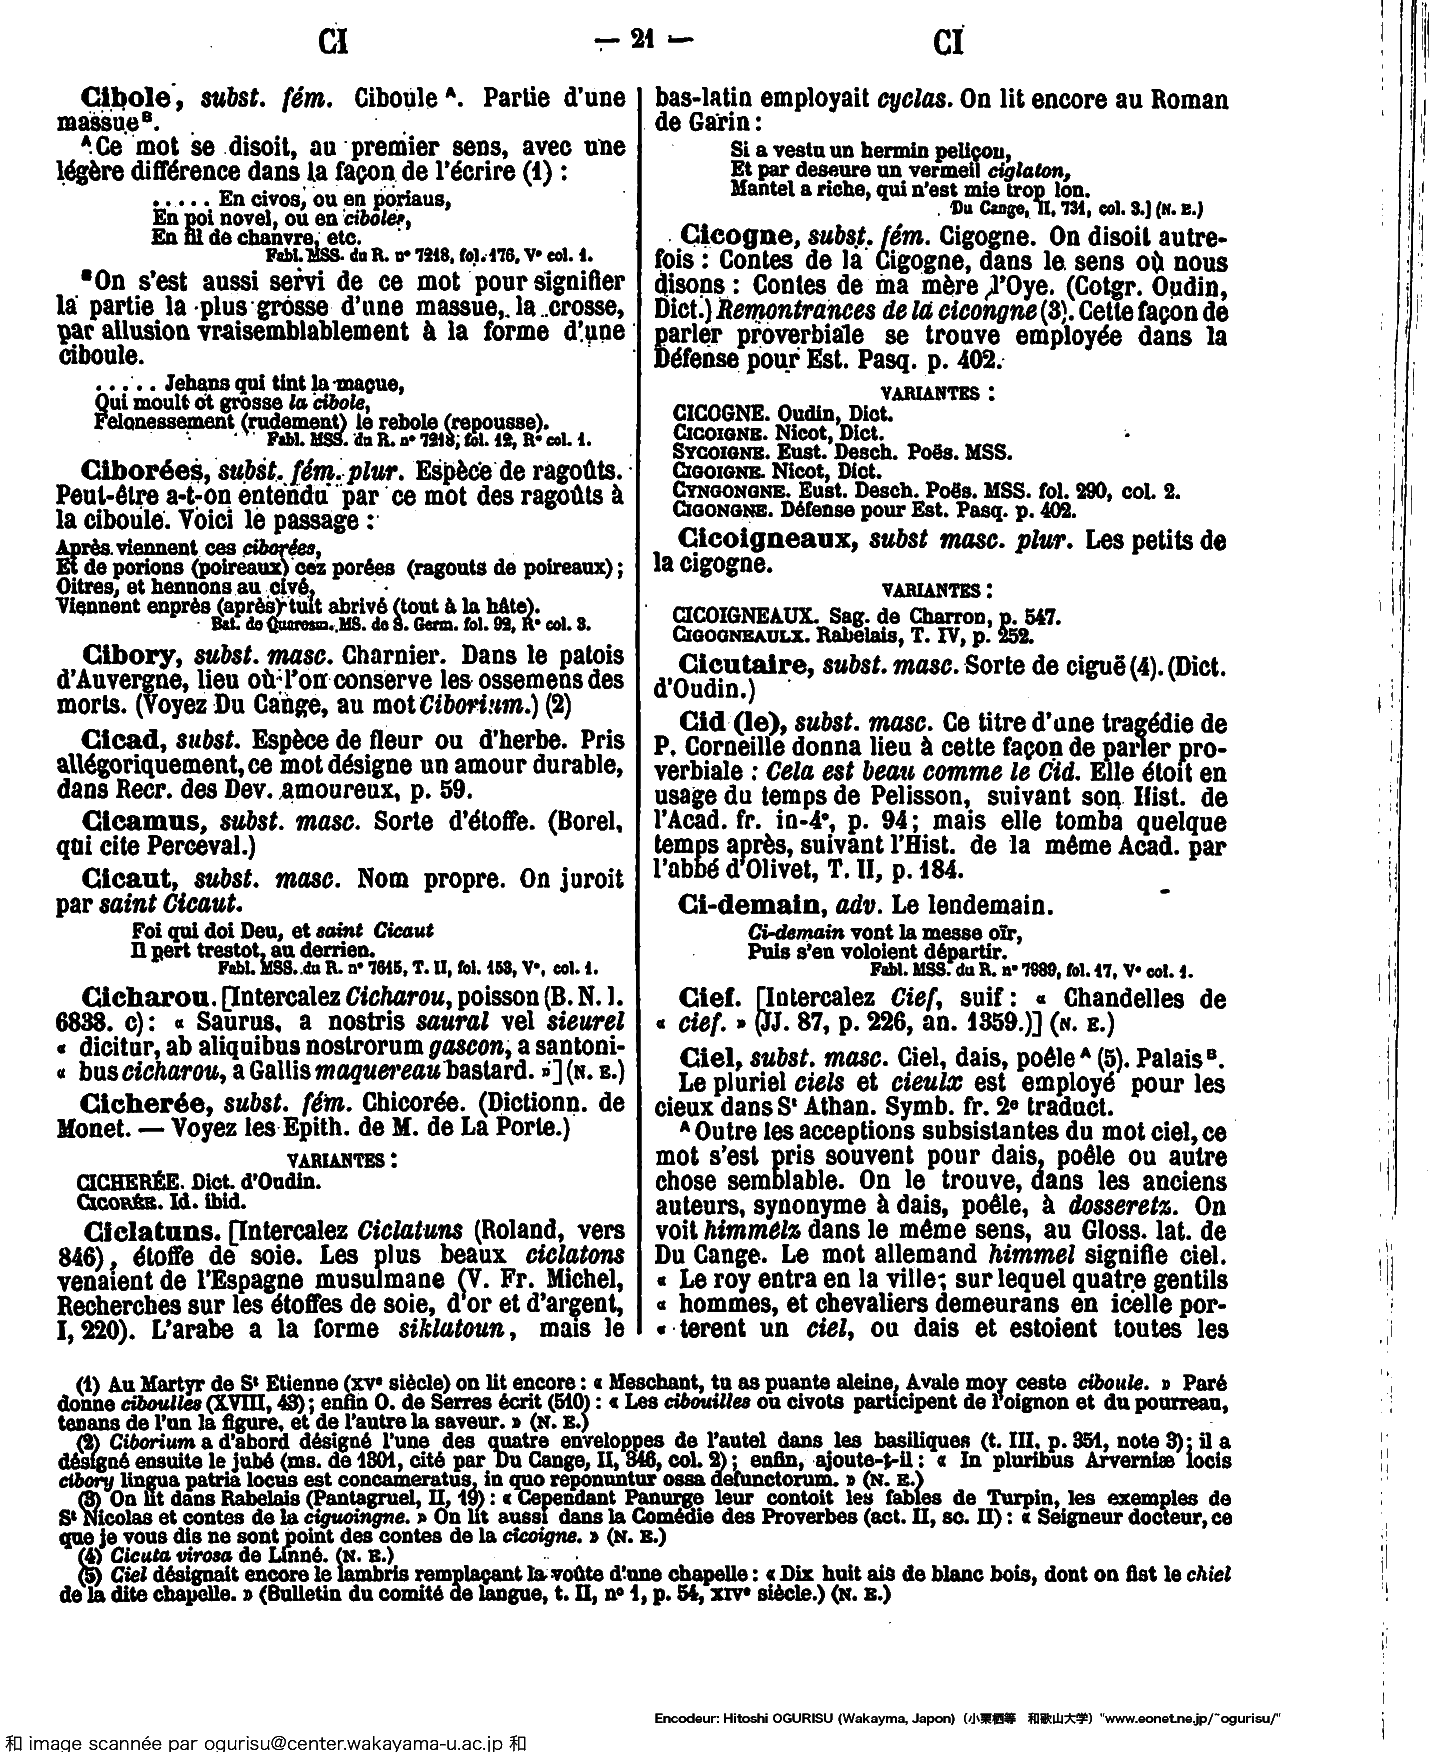 CI — 21 — CI
Cibole, subst. fém. Ciboule A. Partie d'une
massue B.
A Ce mot se disoit, au premier sens, avec une
légère différence dans la façon de l'écrire (1) :
..... En civos, ou en poriaus,
En poi novel, ou en ciboles,
En fil de chanvre, etc.
Fabl. MSS. du R. n° 7218, fol. 176, V° col. 1.
B On s'est aussi servi de ce mot pour signifier
la partie la plus grosse d'une massue, la crosse,
par allusion vraisemblablement à la forme d'une
ciboule.
..... Jehans qui tint la maçue,
Qui moult ot grosse la cibole,
Felonessement (rudement) le rebole (repousse).
Fabl. MSS. du R. n° 7218, fol. 12, R° col. 1.
Ciborées, subst. fém. plur. Espèce de ragoûts.
Peut-être a-t-on entendu par ce mot des ragoûts à
la ciboule. Voici le passage :
Après viennent ces ciborées,
Et de porions (poireaux) cez porées (ragouts de poireaux) ;
Oitres, et hennons au civé,
Viennent enprès (après) tuit abrivé (tout à la hâte).
Bat. de Quaresm. MS. de S. Germ. fol. 92, R° col. 3.
Cibory, subst. masc. Charnier. Dans le patois
d'Auvergne, lieu où l'on conserve les ossemens des
morts. (Voyez Du Cange, au mot Ciborium.) (2)
Cicad, subst. Espèce de fleur ou d'herbe. Pris
allégoriquement, ce mot désigne un amour durable,
dans Recr. des Dev. amoureux, p. 59.
Cicamus, subst. masc. Sorte d'étoffe. (Borel,
qui cite Perceval.)
Cicaut, subst. masc. Nom propre. On juroit
par saint Cicaut.
Foi qui doi Deu, et saint Cicaut
Il pert trestot, au derrien.
Fabl. MSS. du R. n° 7615, T. II, fol. 153, V°, col. 1.
Cicharou. [Intercalez Cicharou, poisson (B. N. l.
6838. c) : « Saurus, a nostris saural vel sieurel
« dicitur, ab aliquibus nostrorum gascon, a santoni-
« bus cicharou, a Gallis maquereau bastard. »] (N. E.)
Cicherée, subst. fém. Chicorée. (Dictionn. de
Monet. — Voyez les Epith. de M. de La Porte.)
VARIANTES :
CICHERÉE. Dict. d'Oudin.
CICORÉE. Id. ibid.
Ciclatuns. [Intercalez Ciclatuns (Roland, vers
846), étoffe de soie. Les plus beaux ciclatons
venaient de l'Espagne musulmane (V. Fr. Michel,
Recherches sur les étoffes de soie, d'or et d'argent,
I, 220). L'arabe a la forme siklatoun, mais le
bas-latin employait cyclas. On lit encore au Roman
de Garin :
Si a vestu un hermin peliçon,
Et par deseure un vermeil ciglaton,
Mantel a riche, qui n'est mie trop lon.
Du Cange, II, 731, col. 3.] (N. E.)
Cicogne, subst. fém. Cigogne. On disoit autre-
fois : Contes de la Cigogne, dans le sens où nous
disons : Contes de ma mère l'Oye. (Cotgr. Oudin,
Dict.) Remontrances de la cicongne (3). Cette façon de
parler proverbiale se trouve employée dans la
Défense pour Est. Pasq. p. 402.
VARIANTES :
CICOGNE. Oudin, Dict.
CICOIGNE. Nicot, Dict.
SYCOIGNE. Eust. Desch. Poës. MSS.
CIGOIGNE. Nicot, Dict.
CYNGONGNE. Eust. Desch. Poës. MSS. fol. 290, col. 2.
CIGONGNE. Défense pour Est. Pasq. p. 402.
Cicoigneaux, subst masc. plur. Les petits de
la cigogne.
VARIANTES :
CICOIGNEAUX. Sag. de Charron, p. 547.
CIGOGNEAULX. Rabelais, T. IV, p. 252.
Cicutaire, subst. masc. Sorte de ciguë (4). (Dict.
d'Oudin.)
Cid (le), subst. masc. Ce titre d'une tragédie de
P. Corneille donna lieu à cette façon de parler pro-
verbiale : Cela est beau comme le Cid. Elle étoit en
usage du temps de Pelisson, suivant son Hist. de
l'Acad. fr. in-4°, p. 94 ; mais elle tomba quelque
temps après, suivant l'Hist. de la même Acad. par
l'abbé d'Olivet, T. II, p. 184.
Ci-demain, adv. Le lendemain.
Ci-demain vont la messe oïr,
Puis s'en voloient départir.
Fabl. MSS. du R. n° 7989, fol. 17, V° col. 1.
Cief. [Intercalez Cief, suif : « Chandelles de
« cief. » (JJ. 87, p. 226, an. 1359.)] (N. E.)
Ciel, subst. masc. Ciel, dais, poêle A (5). Palais B.
Le pluriel ciels et cieulx est employé pour les
cieux dans St Athan. Symb. fr. 2e traduct.
A Outre les acceptions subsistantes du mot ciel, ce
mot s'est pris souvent pour dais, poêle ou autre
chose semblable. On le trouve, dans les anciens
auteurs, synonyme à dais, poêle, à dosseretz. On
voit himmelz dans le même sens, au Gloss. lat. de
Du Cange. Le mot allemand himmel signifie ciel.
« Le roy entra en la ville ; sur lequel quatre gentils
« hommes, et chevaliers demeurans en icelle por-
« terent un ciel, ou dais et estoient toutes les
(1) Au Martyr de St Etienne (XVe siècle) on lit encore : « Meschant, tu as puante aleine, Avale moy ceste ciboule. » Paré
donne ciboulles (XVIII, 43) ; enfin O. de Serres écrit (510) : « Les cibouilles ou civots participent de l'oignon et du pourreau,
tenans de l'un la figure, et de l'autre la saveur. » (N. E.)
(2) Ciborium a d'abord désigné l'une des quatre enveloppes de l'autel dans les basiliques (t. III, p. 351, note 3) ; il a
désigné ensuite le jubé (ms. de 1301, cité par Du Cange, II, 346, col. 2) ; enfin, ajoute-t-il : « In pluribus Arverniæ locis
cibory lingua patria locus est concameratus, in quo reponuntur ossa defunctorum. » (N. E.)
(3) On lit dans Rabelais (Pantagruel, II, 19) : « Cependant Panurge leur contoit les fables de Turpin, les exemples de
St Nicolas et contes de la ciguoingne. » On lit aussi dans la Comédie des Proverbes (act. II, sc. II) : « Seigneur docteur, ce
que je vous dis ne sont point des contes de la cicoigne. » (N. E.)
(4) Cicuta virosa de Linné. (N. E.)
(5) Ciel désignait encore le lambris remplaçant la voûte d'une chapelle : « Dix huit ais de blanc bois, dont on fist le chiel
de la dite chapelle. » (Bulletin du comité de langue, t. II, n° 1, p. 54, XIVe siècle.) (N. E.)
Encodeur: Hitoshi OGURISU (Wakayma, Japon) (小栗栖等 和歌山大学) "www.eonet.ne.jp/~ogurisu/"
和 image scannée par ogurisu@center.wakayama-u.ac.jp 和